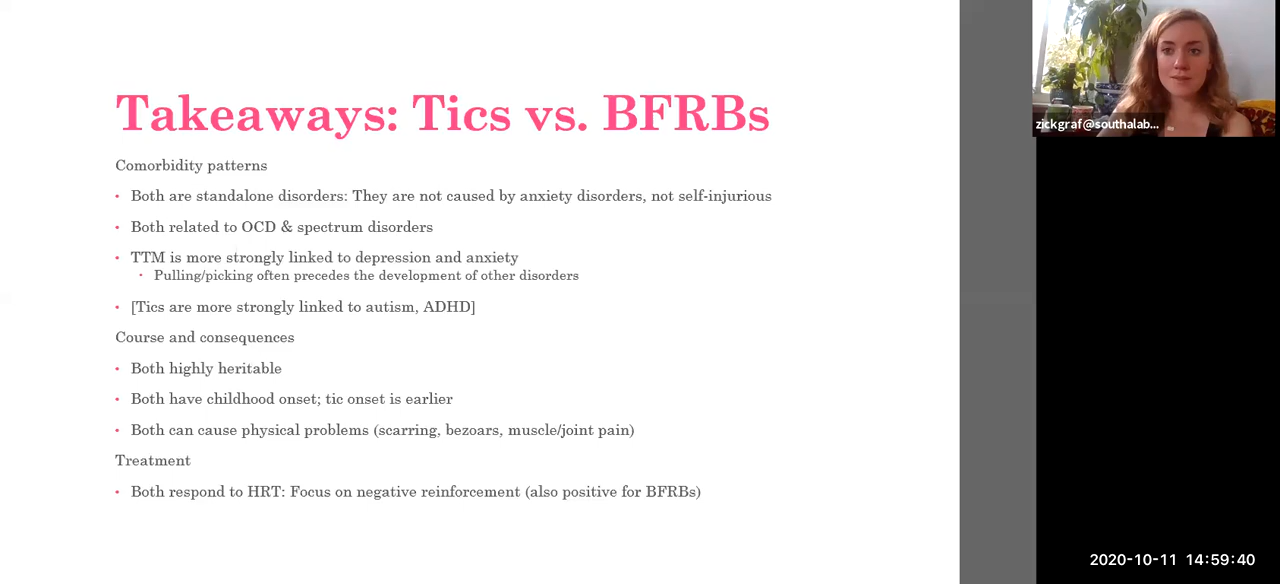 Takeaways: Tics vs. BFRBs
Comorbidity patterns
• Both are standalone disorders: They are not caused by anxiety disorders, not self-injurious
• Both related to OCD & spectrum disorders
• TTM is more strongly linked to depression and anxiety
• Pulling/picking often precedes the development of other disorders
• [Tics are more strongly linked to autism, ADHD]
Course and consequences
• Both highly heritable
• Both have childhood onset; tic onset is earlier
• Both can cause physical problems (scarring, bezoars, muscle/joint pain)
Treatment
• Both respond to HRT: Focus on negative reinforcement (also positive for BFRBs)
zickgraf@southalab...
2020-10-11 14:59:40